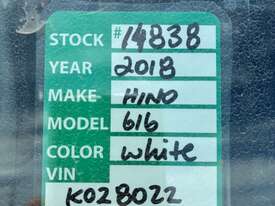 STOCK #14838
YEAR 2018
MAKE HINO
MODEL 616
COLOR white
VIN
K028022